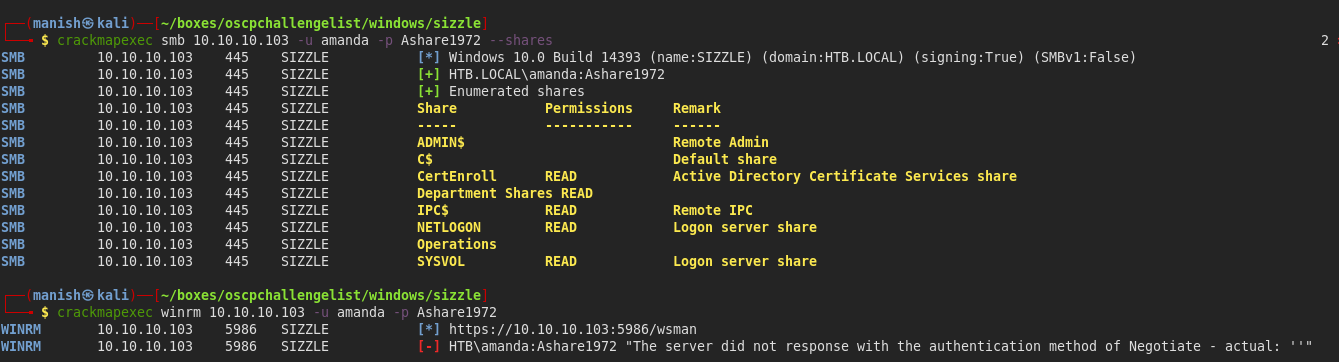 (manish㉿kali)-[~/boxes/oscpchallengelist/windows/sizzle]
$ crackmapexec smb 10.10.10.103 -u amanda -p Ashare1972 --shares 2
SMB 10.10.10.103 445 SIZZLE [*] Windows 10.0 Build 14393 (name:SIZZLE) (domain:HTB.LOCAL) (signing:True) (SMBv1:False)
SMB 10.10.10.103 445 SIZZLE [+] HTB.LOCAL\amanda:Ashare1972
SMB 10.10.10.103 445 SIZZLE [+] Enumerated shares
SMB 10.10.10.103 445 SIZZLE Share Permissions Remark
SMB 10.10.10.103 445 SIZZLE ----- ----------- ------
SMB 10.10.10.103 445 SIZZLE ADMIN$ Remote Admin
SMB 10.10.10.103 445 SIZZLE C$ Default share
SMB 10.10.10.103 445 SIZZLE CertEnroll READ Active Directory Certificate Services share
SMB 10.10.10.103 445 SIZZLE Department Shares READ
SMB 10.10.10.103 445 SIZZLE IPC$ READ Remote IPC
SMB 10.10.10.103 445 SIZZLE NETLOGON READ Logon server share
SMB 10.10.10.103 445 SIZZLE Operations
SMB 10.10.10.103 445 SIZZLE SYSVOL READ Logon server share
(manish㉿kali)-[~/boxes/oscpchallengelist/windows/sizzle]
$ crackmapexec winrm 10.10.10.103 -u amanda -p Ashare1972
WINRM 10.10.10.103 5986 SIZZLE [*] https://10.10.10.103:5986/wsman
WINRM 10.10.10.103 5986 SIZZLE [-] HTB\amanda:Ashare1972 "The server did not response with the authentication method of Negotiate - actual: ''"